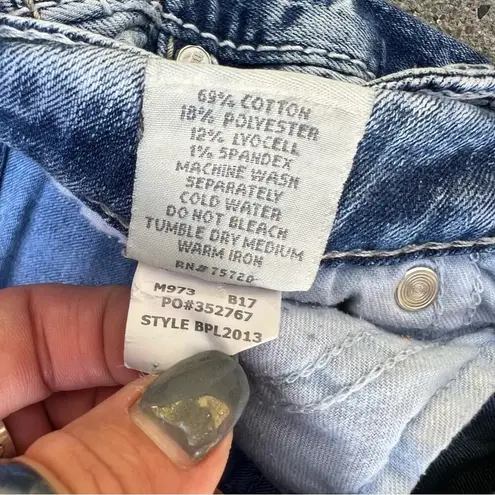 69% COTTON
18% POLYESTER
12% LYOCELL
1% SPANDEX
MACHINE WASH
SEPARATELY
COLD WATER
DO NOT BLEACH
TUMBLE DRY MEDIUM
WARM IRON
RN# 75720
M973 B17
PO#352767
STYLE BPL2013